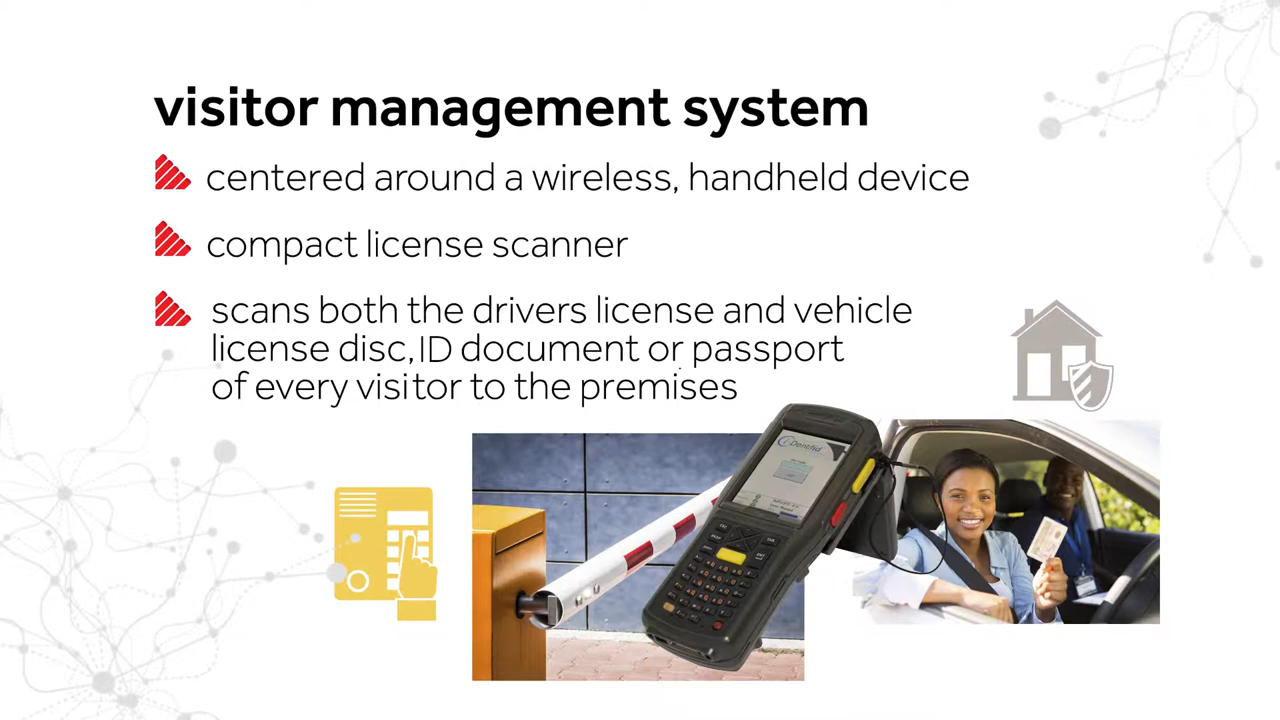 visitor management system
centered around a wireless, handheld device
compact license scanner
scans both the drivers license and vehicle
license disc, ID document or passport
of every visitor to the premises